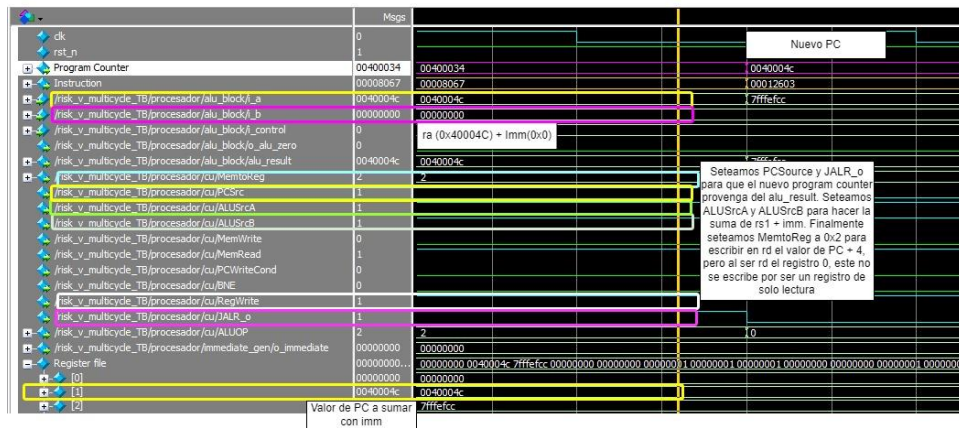 Msgs
clk 0
rst_n 1
Nuevo PC
Program Counter 00400034 00400034 0040004c
Instruction 00008067 00008067 00012603
/risk_v_multicycle_TB/procesador/alu_block/i_a 0040004c 0040004c 7fffefcc
/risk_v_multicycle_TB/procesador/alu_block/i_b 00000000 00000000
/risk_v_multicycle_TB/procesador/alu_block/i_control 0
ra (0x40004C) + Imm(0x0)
/risk_v_multicycle_TB/procesador/alu_block/o_alu_zero 0
/risk_v_multicycle_TB/procesador/alu_block/alu_result 0040004c 0040004c
/risk_v_multicycle_TB/procesador/cu/MemtoReg 2 2
/risk_v_multicycle_TB/procesador/cu/PCSrc 1
/risk_v_multicycle_TB/procesador/cu/ALUSrcA 1
/risk_v_multicycle_TB/procesador/cu/ALUSrcB 1
/risk_v_multicycle_TB/procesador/cu/MemWrite 0
/risk_v_multicycle_TB/procesador/cu/MemRead 1
/risk_v_multicycle_TB/procesador/cu/PCWriteCond 0
/risk_v_multicycle_TB/procesador/cu/BNE 0
/risk_v_multicycle_TB/procesador/cu/RegWrite 1
/risk_v_multicycle_TB/procesador/cu/JALR_o 1
Seteamos PCSource y JALR_o
para que el nuevo program counter
provenga del alu_result. Seteamos
ALUSrcA y ALUSrcB para hacer la
suma de rs1 + imm. Finalmente
seteamos MemtoReg a 0x2 para
escribir en rd el valor de PC + 4,
pero al ser rd el registro 0, este no
se escribe por ser un registro de
solo lectura
/risk_v_multicycle_TB/procesador/cu/ALUOP 2 2 0
/risk_v_multicycle_TB/procesador/immediate_gen/o_immediate 00000000 00000000
Register file 00000000... 00000000 0040004c 7fffefcc 00000000 00000000 00000001 00000001 00000001 00000000 00000000 00000001 000000
[0] 00000000 00000000
[1] 0040004c 0040004c
[2] 7fffefcc
Valor de PC a sumar
con imm